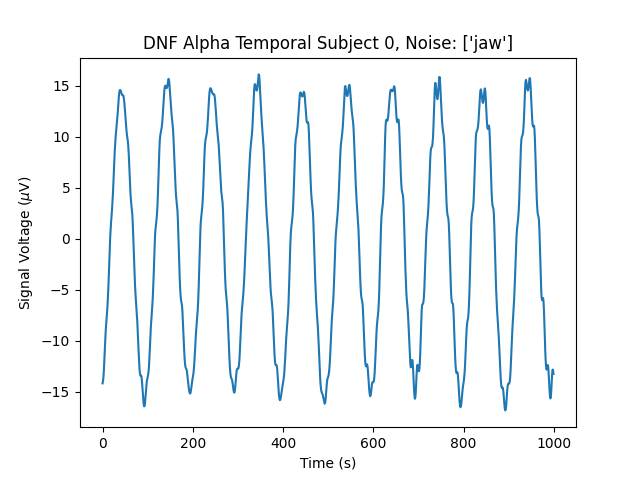 DNF Alpha Temporal Subject 0, Noise: ['jaw']
Signal Voltage (μV)
15
10
5
0
−5
−10
−15
0 200 400 600 800 1000
Time (s)